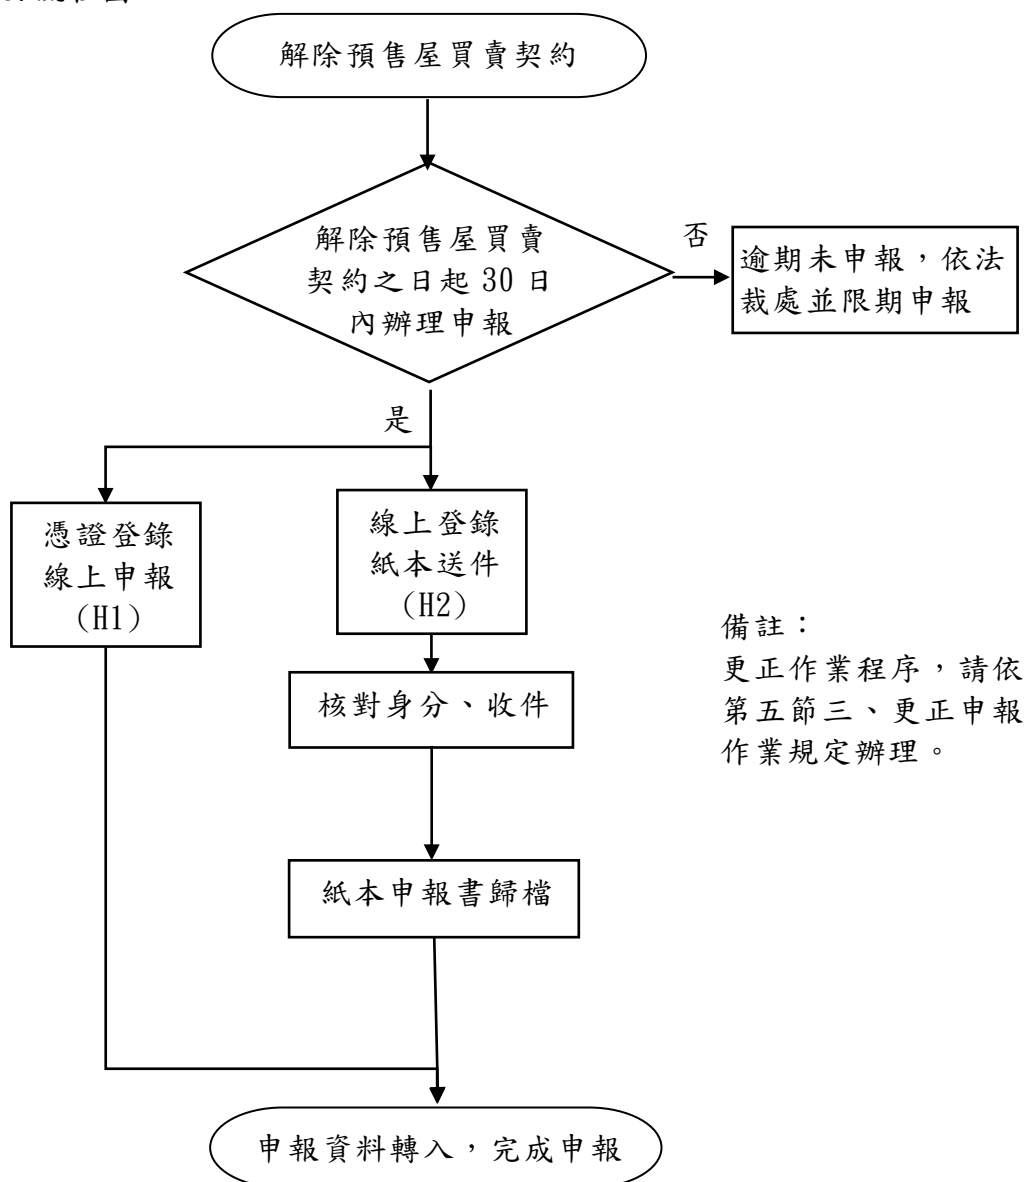 解除預售屋買賣契約
解除預售屋買賣
契約之日起 30 日
內辦理申報
否
逾期未申報，依法
裁處並限期申報
是
憑證登錄
線上申報
(H1)
線上登錄
紙本送件
(H2)
核對身分、收件
備註：
更正作業程序，請依
第五節三、更正申報
作業規定辦理。
紙本申報書歸檔
申報資料轉入，完成申報